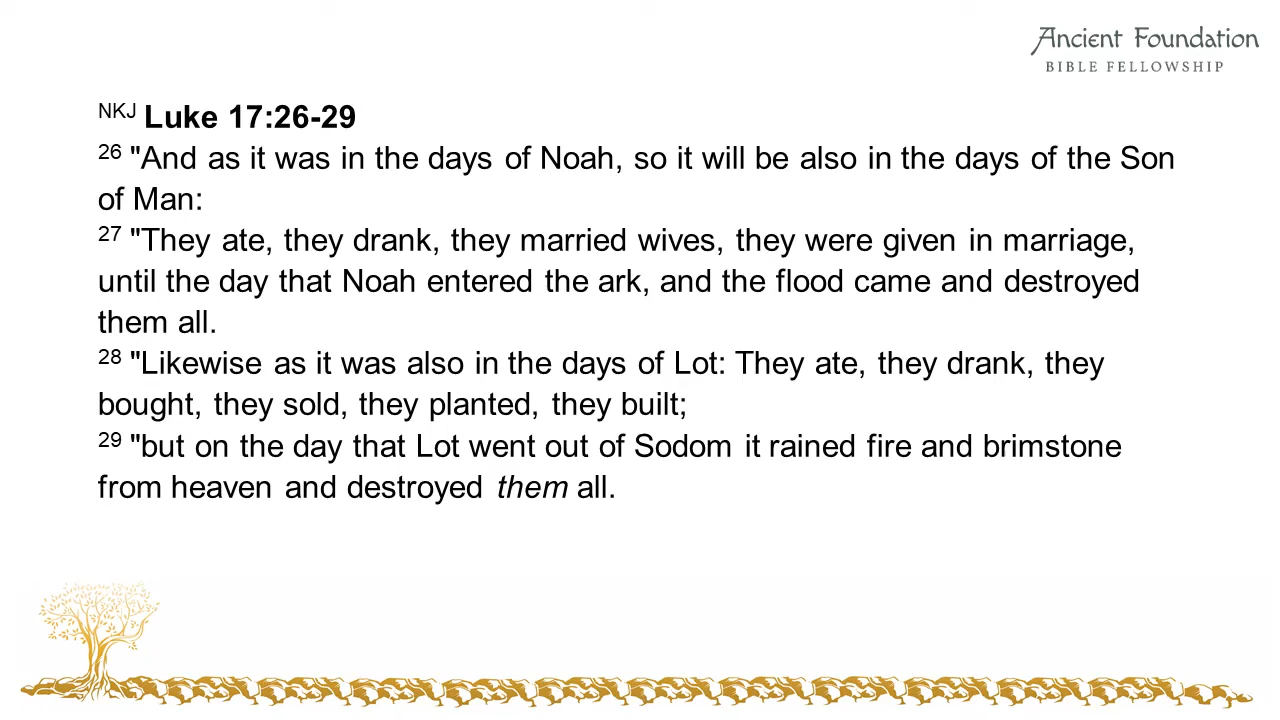 Ancient Foundation
BIBLE FELLOWSHIP
NKJ Luke 17:26-29
26 "And as it was in the days of Noah, so it will be also in the days of the Son
of Man:
27 "They ate, they drank, they married wives, they were given in marriage,
until the day that Noah entered the ark, and the flood came and destroyed
them all.
28 "Likewise as it was also in the days of Lot: They ate, they drank, they
bought, they sold, they planted, they built;
29 "but on the day that Lot went out of Sodom it rained fire and brimstone
from heaven and destroyed them all.